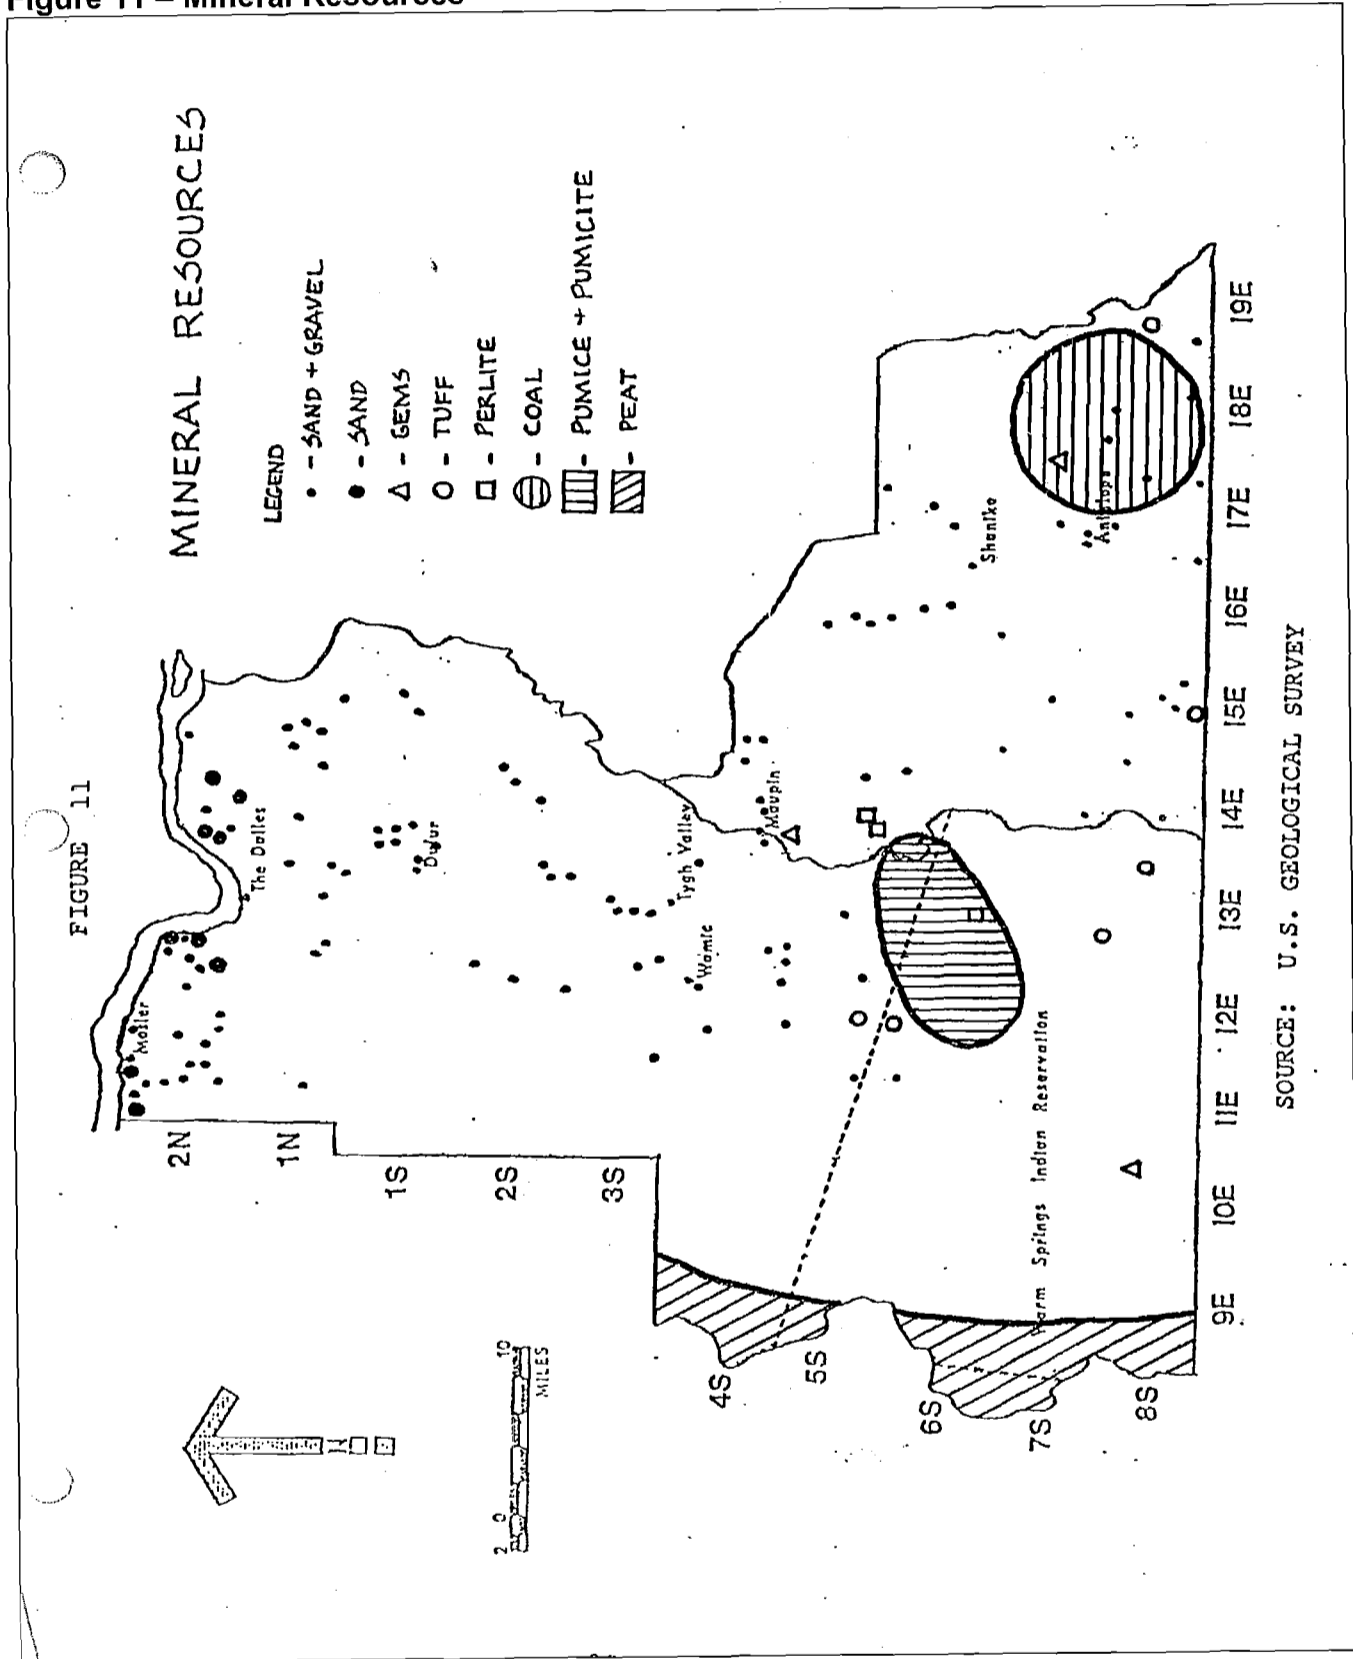 Figure 11 – Mineral Resources
FIGURE 11
MINERAL RESOURCES
LEGEND
• - SAND + GRAVEL
● - SAND
△ - GEMS
○ - TUFF
□ - PERLITE
- COAL
- PUMICE + PUMICITE
- PEAT
Mosier
The Dalles
Dufur
Tygh Valley
Wamic
Maupin
Shaniko
Antelope
Warm Springs Indian Reservation
2N
1N
1S
2S
3S
4S
5S
6S
7S
8S
9E
10E
11E
12E
13E
14E
15E
16E
17E
18E
19E
2 0 10
MILES
SOURCE: U.S. GEOLOGICAL SURVEY